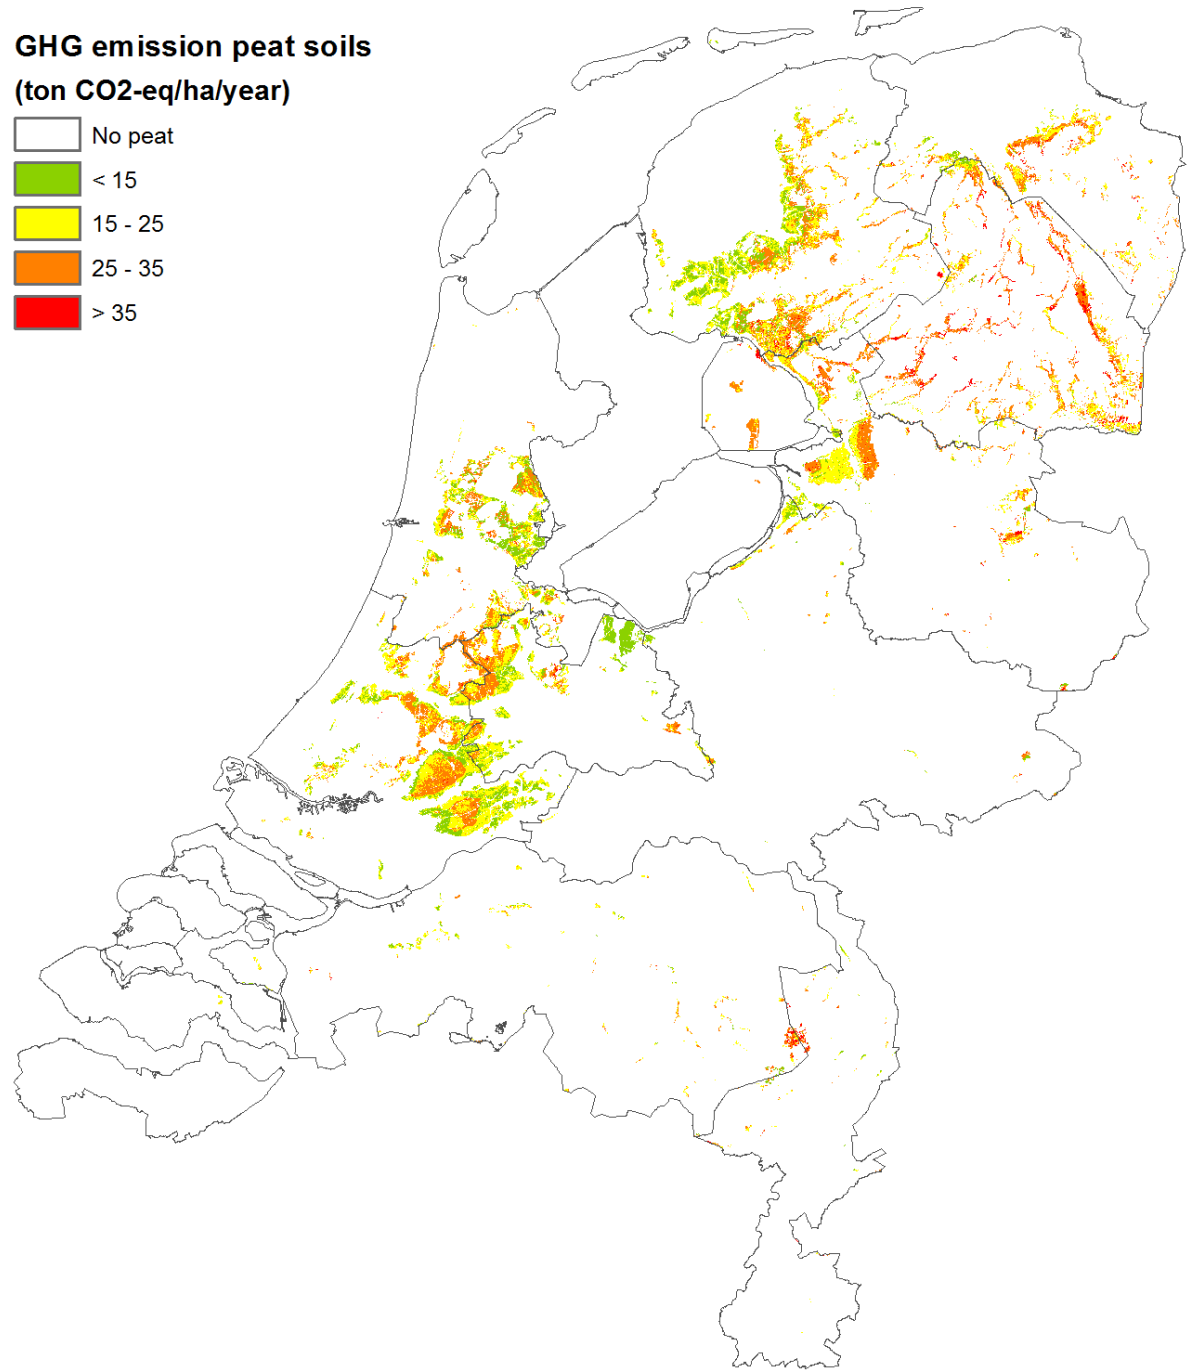 GHG emission peat soils
(ton CO2-eq/ha/year)
No peat
< 15
15 - 25
25 - 35
> 35